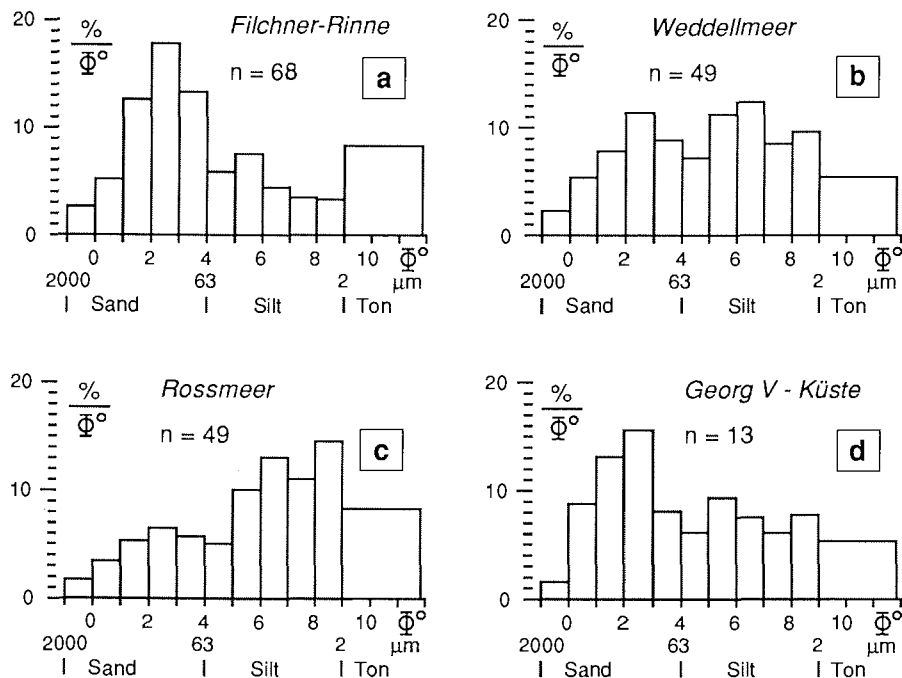 20
10
0
%
Φ°
Filchner-Rinne
n = 68
a
0 2 4 6 8 10 Φ°
2000 63 2 µm
Sand Silt Ton
20
10
0
%
Φ°
Weddellmeer
n = 49
b
0 2 4 6 8 10 Φ°
2000 63 2 µm
Sand Silt Ton
20
10
0
%
Φ°
Rossmeer
n = 49
c
0 2 4 6 8 10 Φ°
2000 63 2 µm
Sand Silt Ton
20
10
0
%
Φ°
Georg V - Küste
n = 13
d
0 2 4 6 8 10 Φ°
2000 63 2 µm
Sand Silt Ton